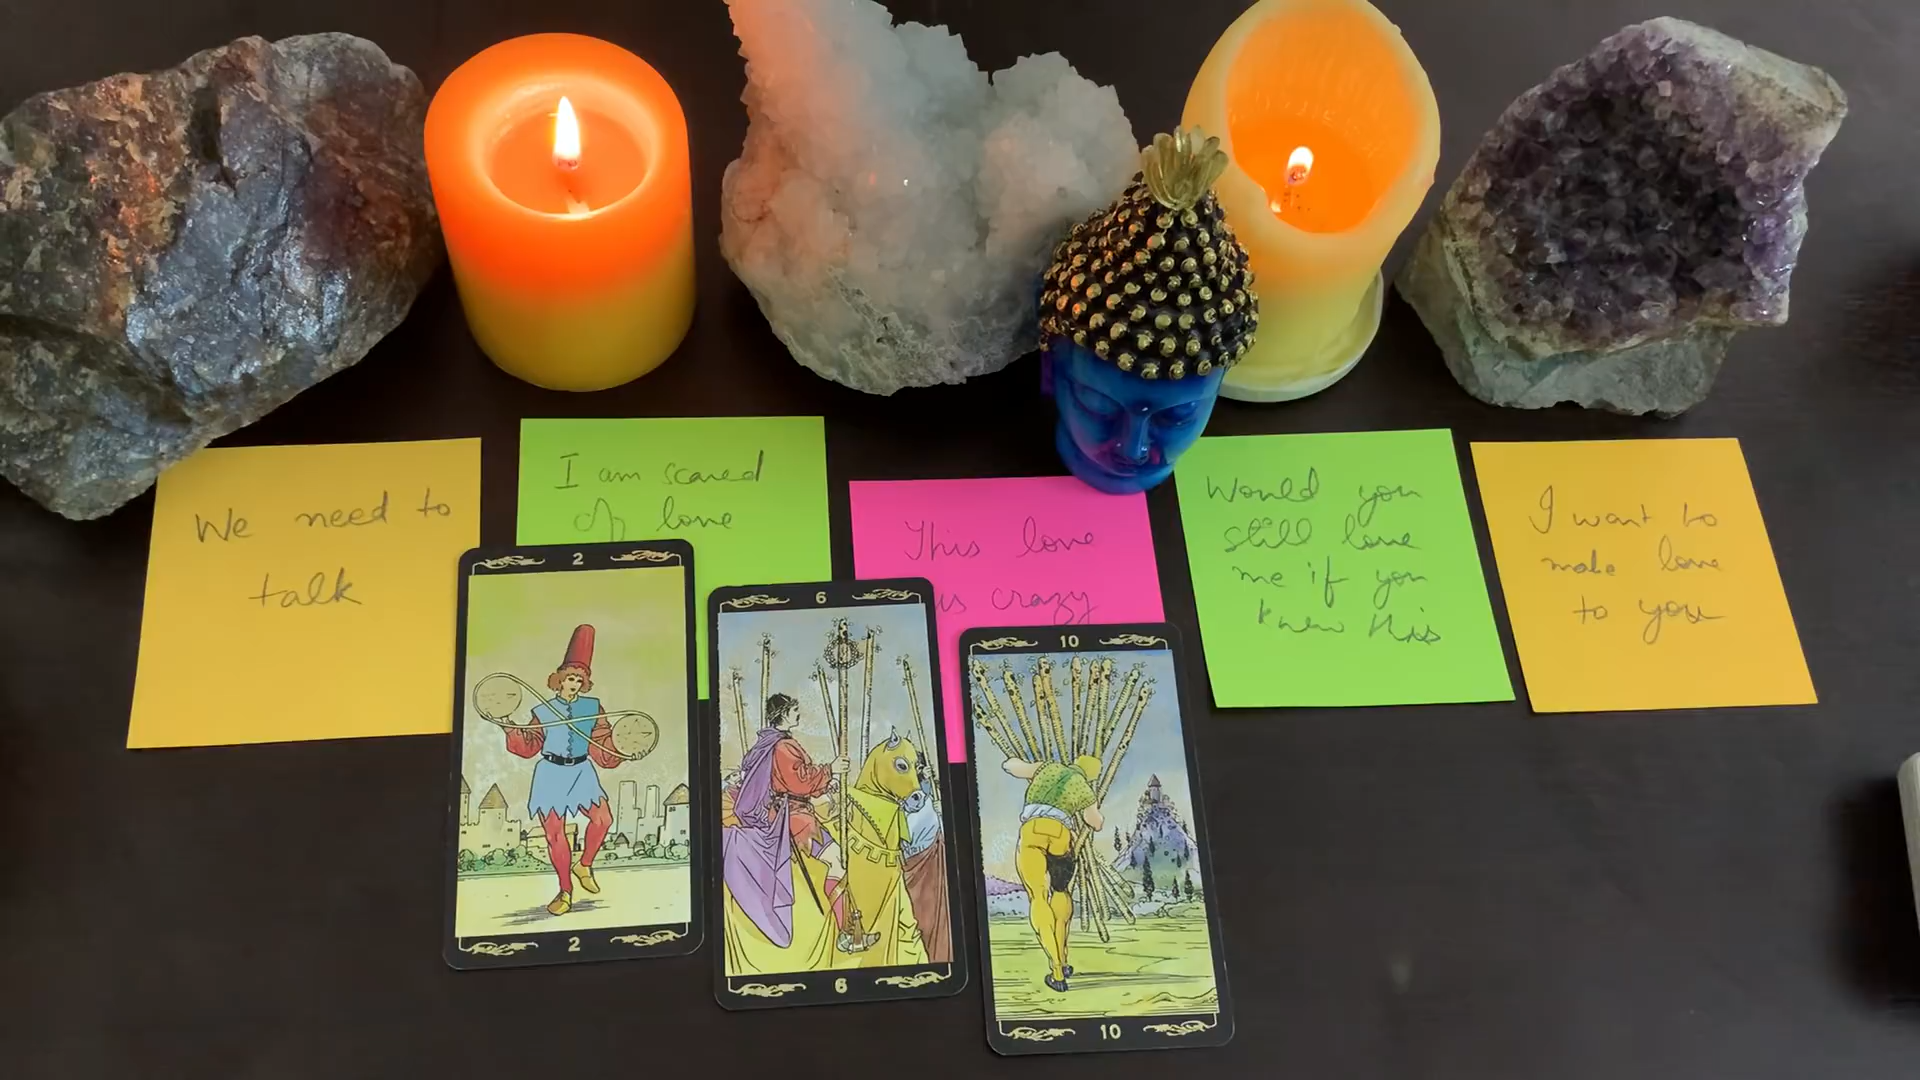 We need to
talk
I am scared
of love
This love
is crazy
Would you
still love
me if you
knew this
I want to
make love
to you
2
2
6
6
10
10